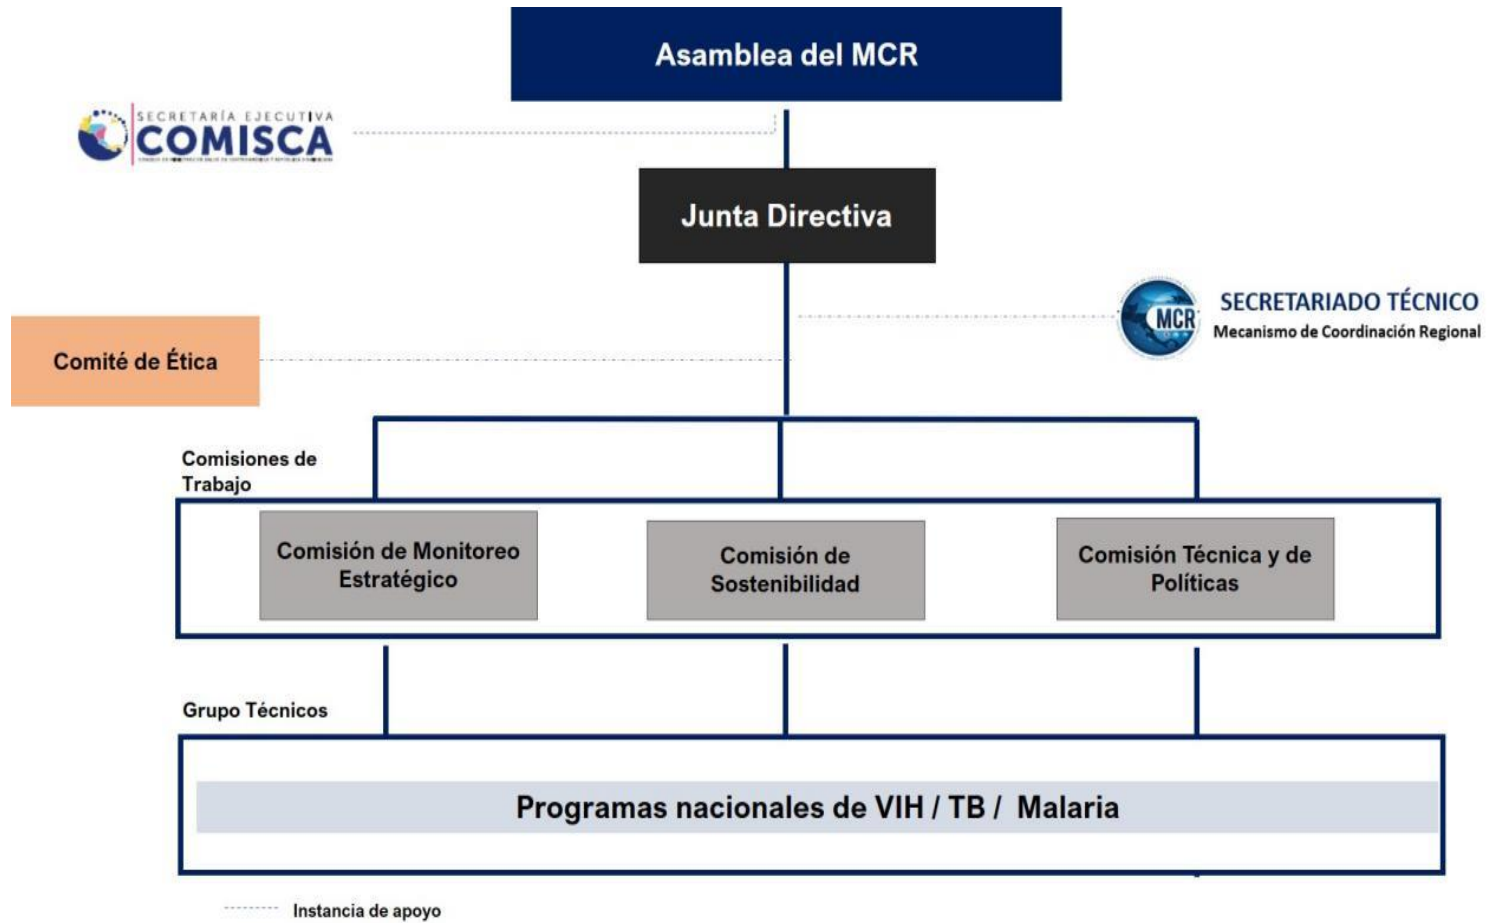 Asamblea del MCR
SECRETARÍA EJECUTIVA
COMISCA
Junta Directiva
MCR
SECRETARIADO TÉCNICO
Mecanismo de Coordinación Regional
Comité de Ética
Comisiones de
Trabajo
Comisión de Monitoreo
Estratégico
Comisión de
Sostenibilidad
Comisión Técnica y de
Políticas
Grupo Técnicos
Programas nacionales de VIH / TB / Malaria
Instancia de apoyo